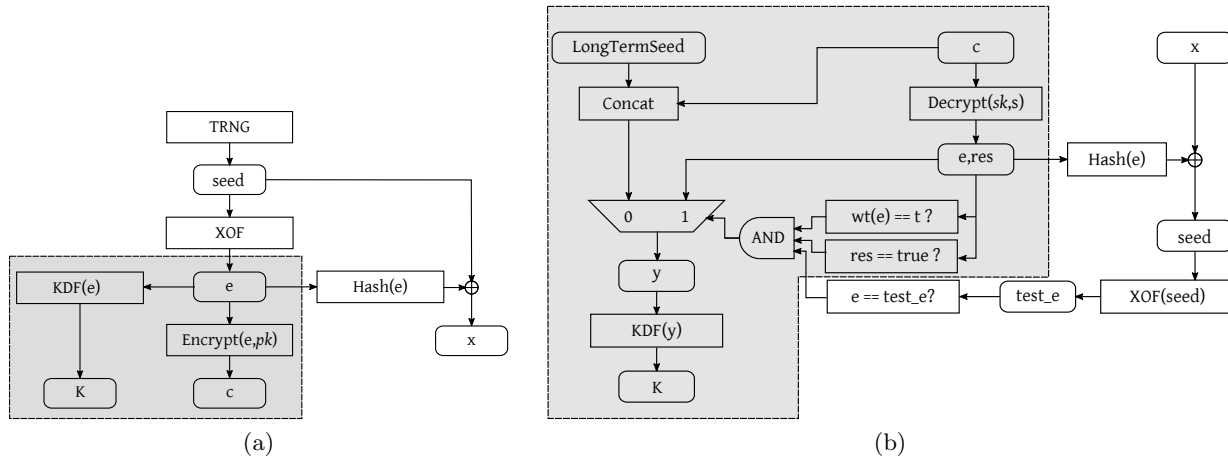 TRNG
seed
XOF
KDF(e)
e
Hash(e)
Encrypt(e,pk)
x
K
c
(a)
LongTermSeed
c
x
Concat
Decrypt(sk,s)
e,res
Hash(e)
0
1
AND
wt(e) == t ?
res == true ?
seed
y
e == test_e?
test_e
XOF(seed)
KDF(y)
K
(b)